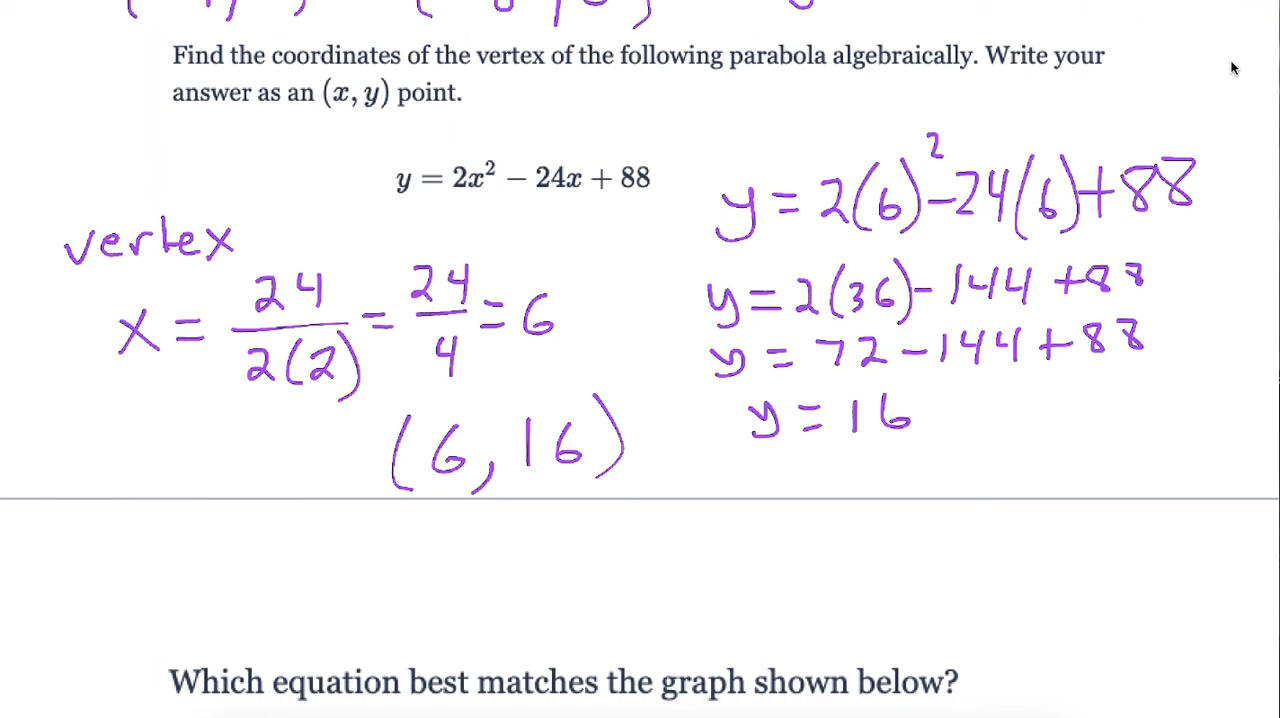 Find the coordinates of the vertex of the following parabola algebraically. Write your
answer as an (x, y) point.
y = 2x² − 24x + 88
vertex
x = 24/2(2) = 24/4 = 6
(6, 16)
y = 2(6)² - 24(6) + 88
y = 2(36) - 144 + 88
y = 72 - 144 + 88
y = 16
Which equation best matches the graph shown below?